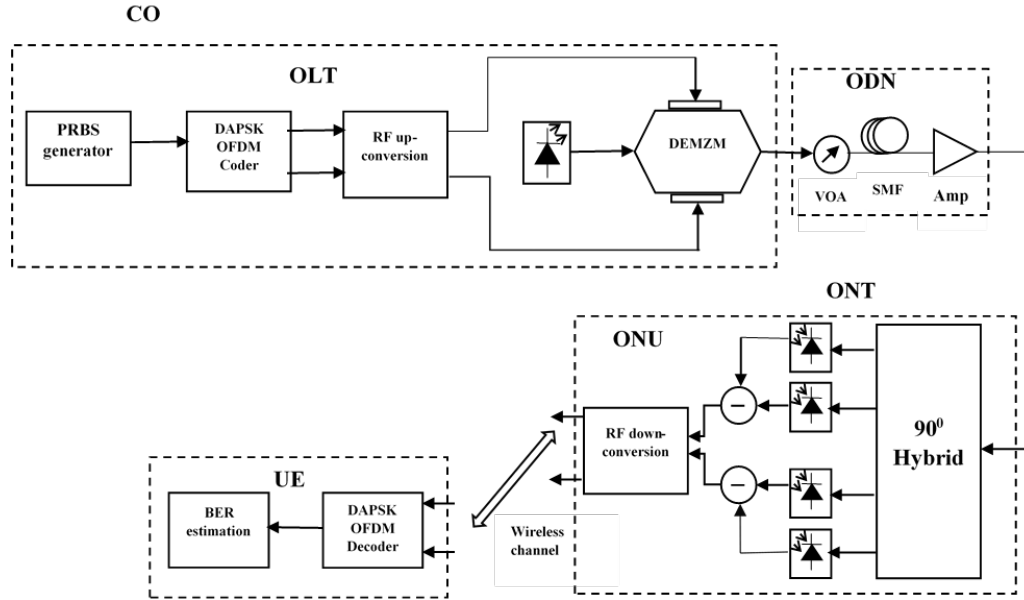 CO
OLT
PRBS
generator
DAPSK
OFDM
Coder
RF up-
conversion
DEMZM
ODN
VOA
SMF
Amp
ONT
ONU
RF down-
conversion
−
−
90⁰
Hybrid
Wireless
channel
UE
BER
estimation
DAPSK
OFDM
Decoder